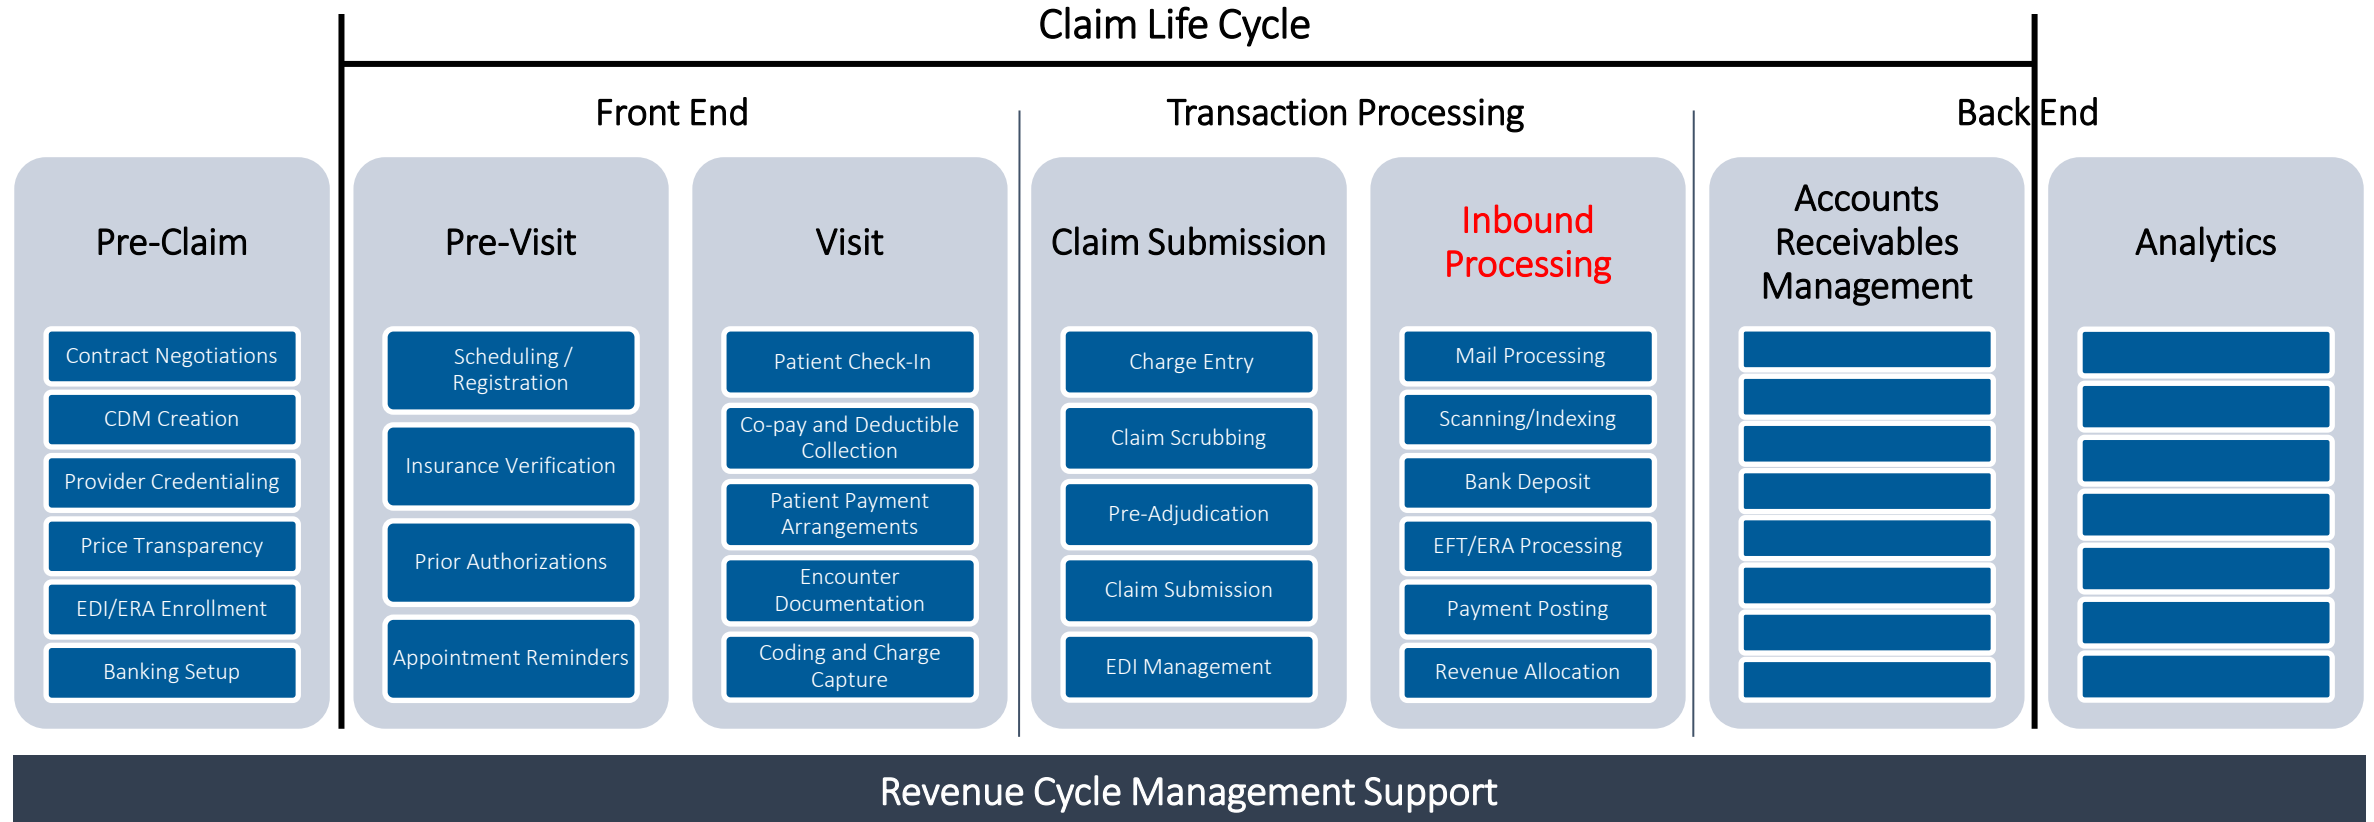 Claim Life Cycle
Front End
Transaction Processing
Back End
Pre-Claim
Contract Negotiations
CDM Creation
Provider Credentialing
Price Transparency
EDI/ERA Enrollment
Banking Setup
Pre-Visit
Scheduling /
Registration
Insurance Verification
Prior Authorizations
Appointment Reminders
Visit
Patient Check-In
Co-pay and Deductible
Collection
Patient Payment
Arrangements
Encounter
Documentation
Coding and Charge
Capture
Claim Submission
Charge Entry
Claim Scrubbing
Pre-Adjudication
Claim Submission
EDI Management
Inbound
Processing
Mail Processing
Scanning/Indexing
Bank Deposit
EFT/ERA Processing
Payment Posting
Revenue Allocation
Accounts
Receivables
Management
Analytics
Revenue Cycle Management Support